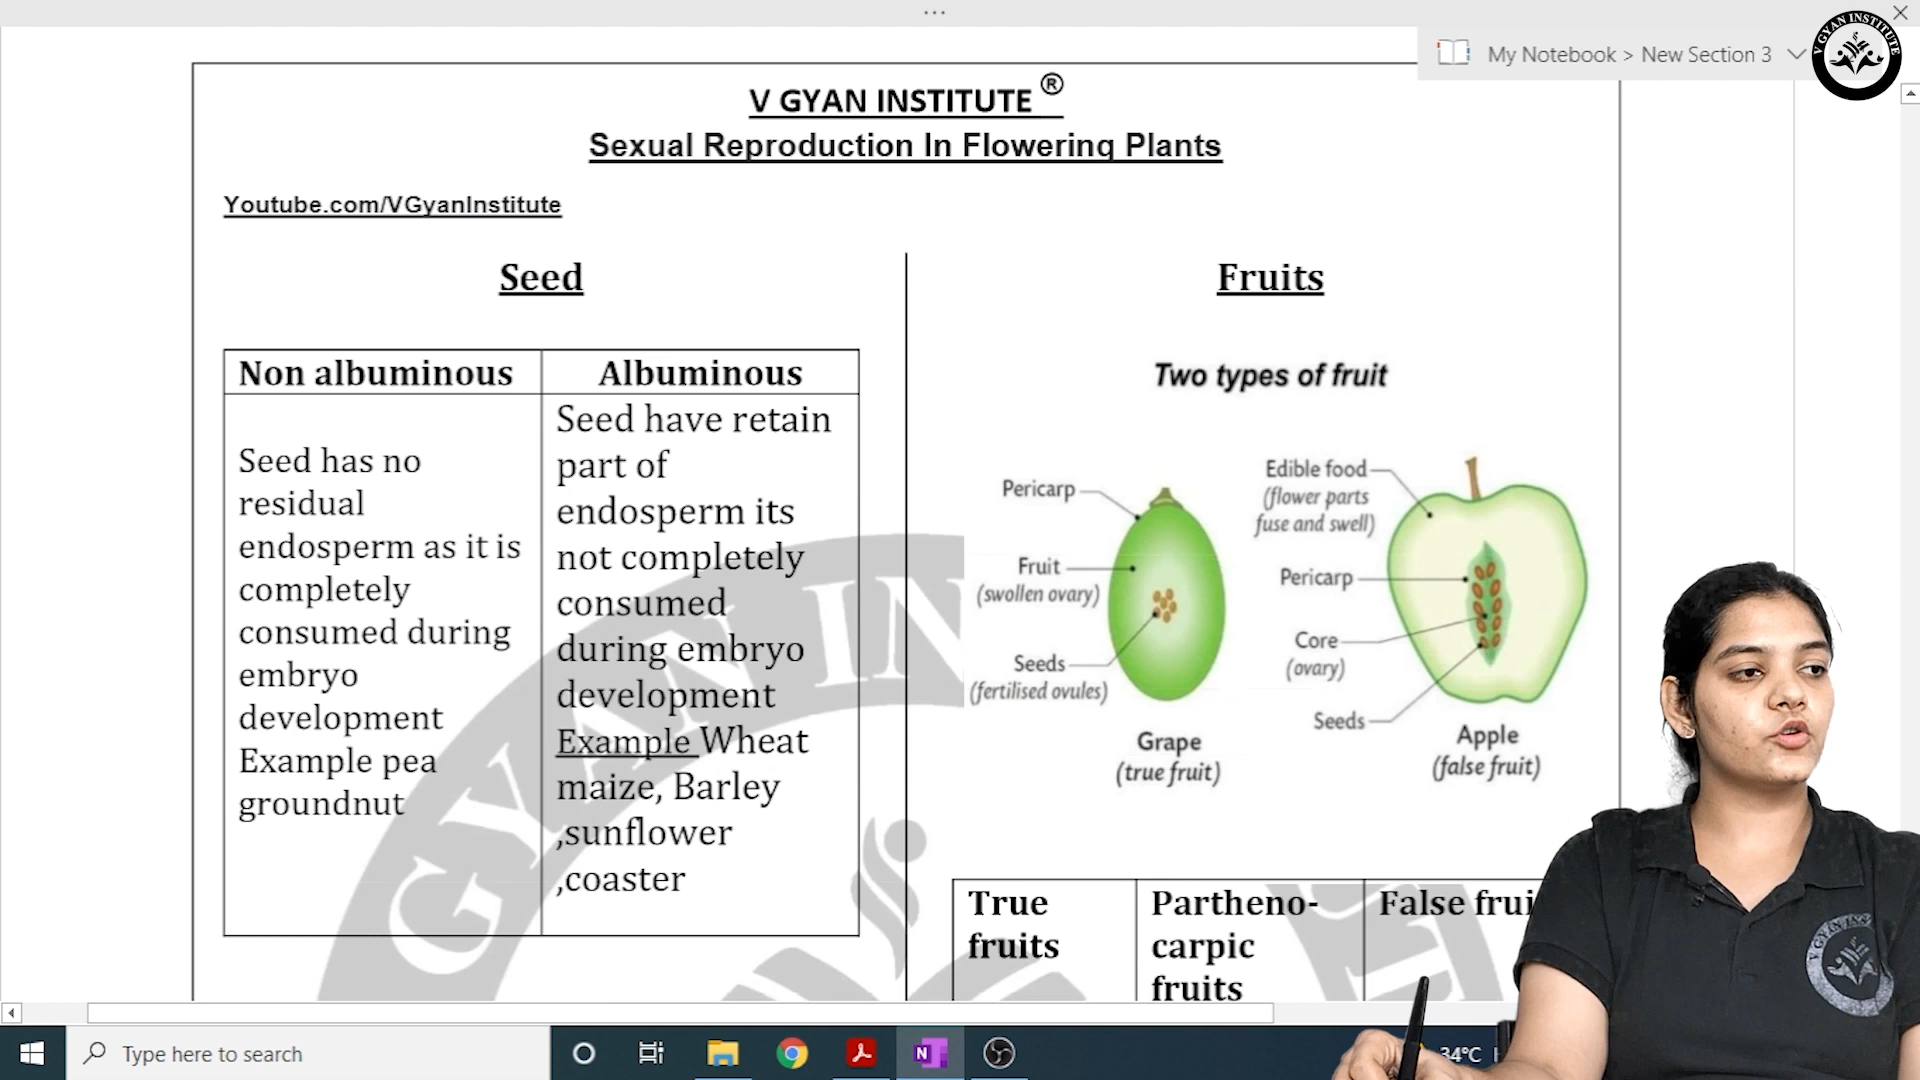 ...
My Notebook > New Section 3
V GYAN INSTITUTE
V GYAN INSTITUTE ®
Sexual Reproduction In Flowering Plants
Youtube.com/VGyanInstitute
Seed
Non albuminous
Albuminous
Seed has no
residual
endosperm as it is
completely
consumed during
embryo
development
Example pea
groundnut
Seed have retain
part of
endosperm its
not completely
consumed
during embryo
development
Example Wheat
maize, Barley
,sunflower
,coaster
Fruits
Two types of fruit
Pericarp
Fruit
(swollen ovary)
Seeds
(fertilised ovules)
Grape
(true fruit)
Edible food
(flower parts
fuse and swell)
Pericarp
Core
(ovary)
Seeds
Apple
(false fruit)
True
fruits
Partheno-
carpic
fruits
False frui
GYAN IN
Type here to search
34°C